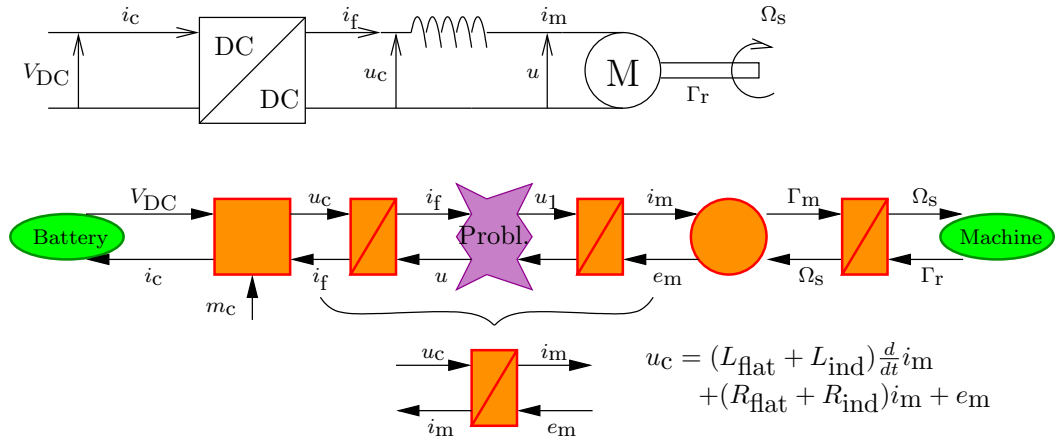 i_c
i_f
i_m
Ω_s
DC
V_DC
u_c
u
M
DC
Γ_r
V_DC
u_c
i_f
u_1
i_m
Γ_m
Ω_s
Battery
Probl.
Machine
i_c
i_f
u
e_m
Ω_s
Γ_r
m_c
u_c
i_m
u_c = (L_flat + L_ind) d/dt i_m
+(R_flat + R_ind)i_m + e_m
i_m
e_m